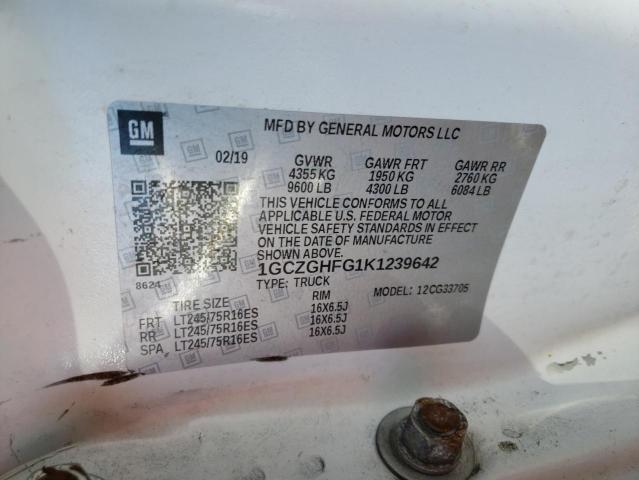 GM
MFD BY GENERAL MOTORS LLC
02/19 GVWR GAWR FRT GAWR RR
4355 KG 1950 KG 2760 KG
9600 LB 4300 LB 6084 LB
THIS VEHICLE CONFORMS TO ALL
APPLICABLE U.S. FEDERAL MOTOR
VEHICLE SAFETY STANDARDS IN EFFECT
ON THE DATE OF MANUFACTURE
SHOWN ABOVE.
8624 1GCZGHFG1K1239642
TYPE: TRUCK MODEL: 12CG33705
TIRE SIZE RIM
FRT LT245/75R16ES 16X6.5J
RR LT245/75R16ES 16X6.5J
SPA LT245/75R16ES 16X6.5J